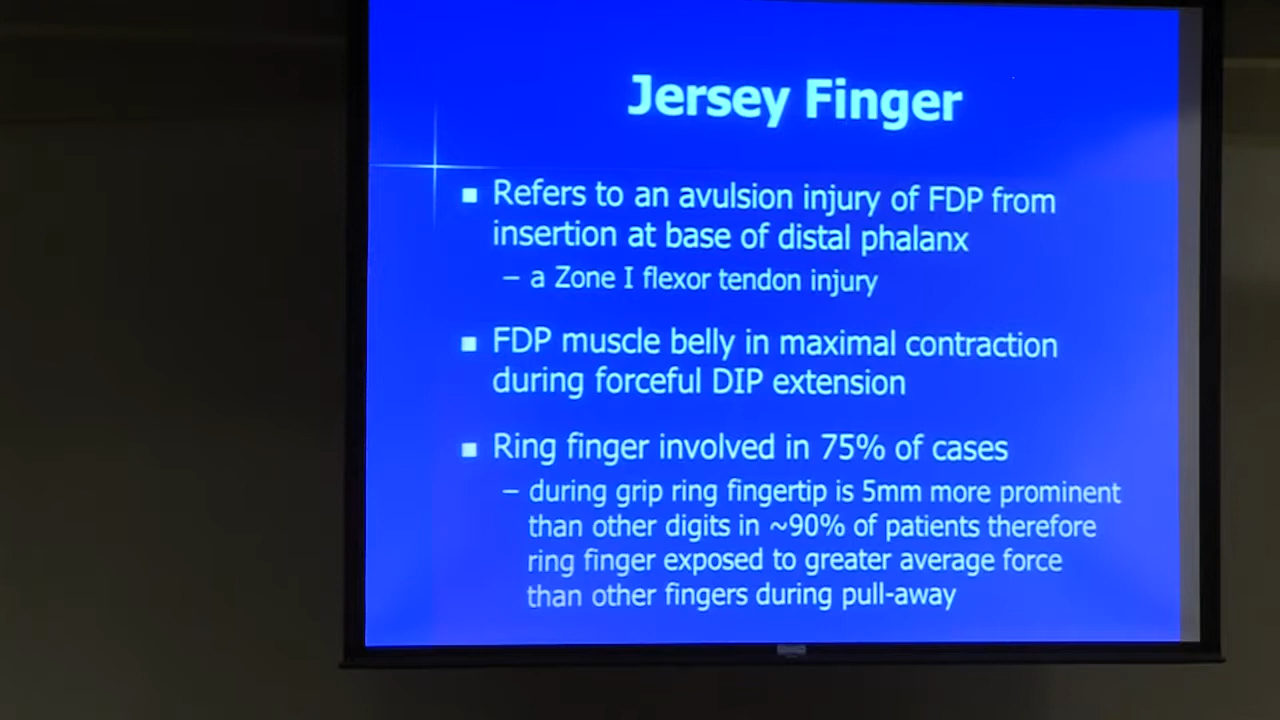 Jersey Finger
▪ Refers to an avulsion injury of FDP from
insertion at base of distal phalanx
– a Zone I flexor tendon injury
▪ FDP muscle belly in maximal contraction
during forceful DIP extension
▪ Ring finger involved in 75% of cases
– during grip ring fingertip is 5mm more prominent
than other digits in ~90% of patients therefore
ring finger exposed to greater average force
than other fingers during pull-away